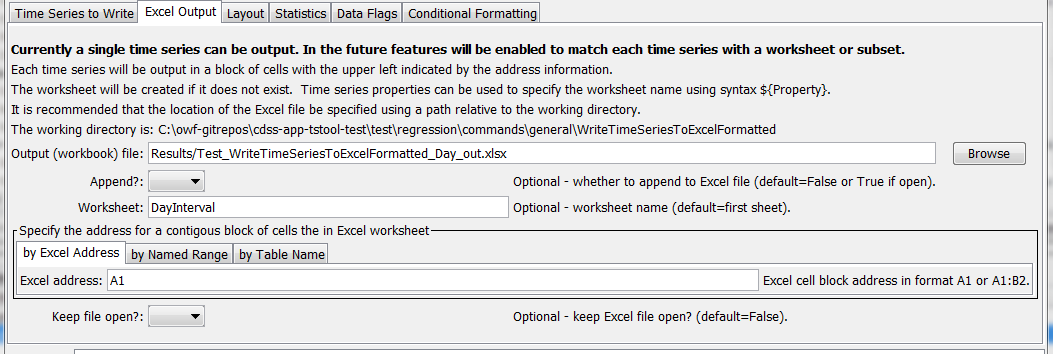 Time Series to Write Excel Output Layout Statistics Data Flags Conditional Formatting
Currently a single time series can be output. In the future features will be enabled to match each time series with a worksheet or subset.
Each time series will be output in a block of cells with the upper left indicated by the address information.
The worksheet will be created if it does not exist.  Time series properties can be used to specify the worksheet name using syntax ${Property}.
It is recommended that the location of the Excel file be specified using a path relative to the working directory.
The working directory is: C:\owf-gitrepos\cdss-app-tstool-test\test\regression\commands\general\WriteTimeSeriesToExcelFormatted
Output (workbook) file: Results/Test_WriteTimeSeriesToExcelFormatted_Day_out.xlsx Browse
Append?: Optional - whether to append to Excel file (default=False or True if open).
Worksheet: DayInterval Optional - worksheet name (default=first sheet).
Specify the address for a contigous block of cells the in Excel worksheet
by Excel Address by Named Range by Table Name
Excel address: A1 Excel cell block address in format A1 or A1:B2.
Keep file open?: Optional - keep Excel file open? (default=False).